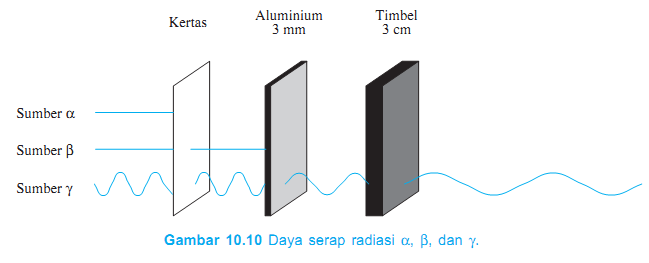 Kertas
Aluminium
3 mm
Timbel
3 cm
Sumber α
Sumber β
Sumber γ
Gambar 10.10 Daya serap radiasi α, β, dan γ.